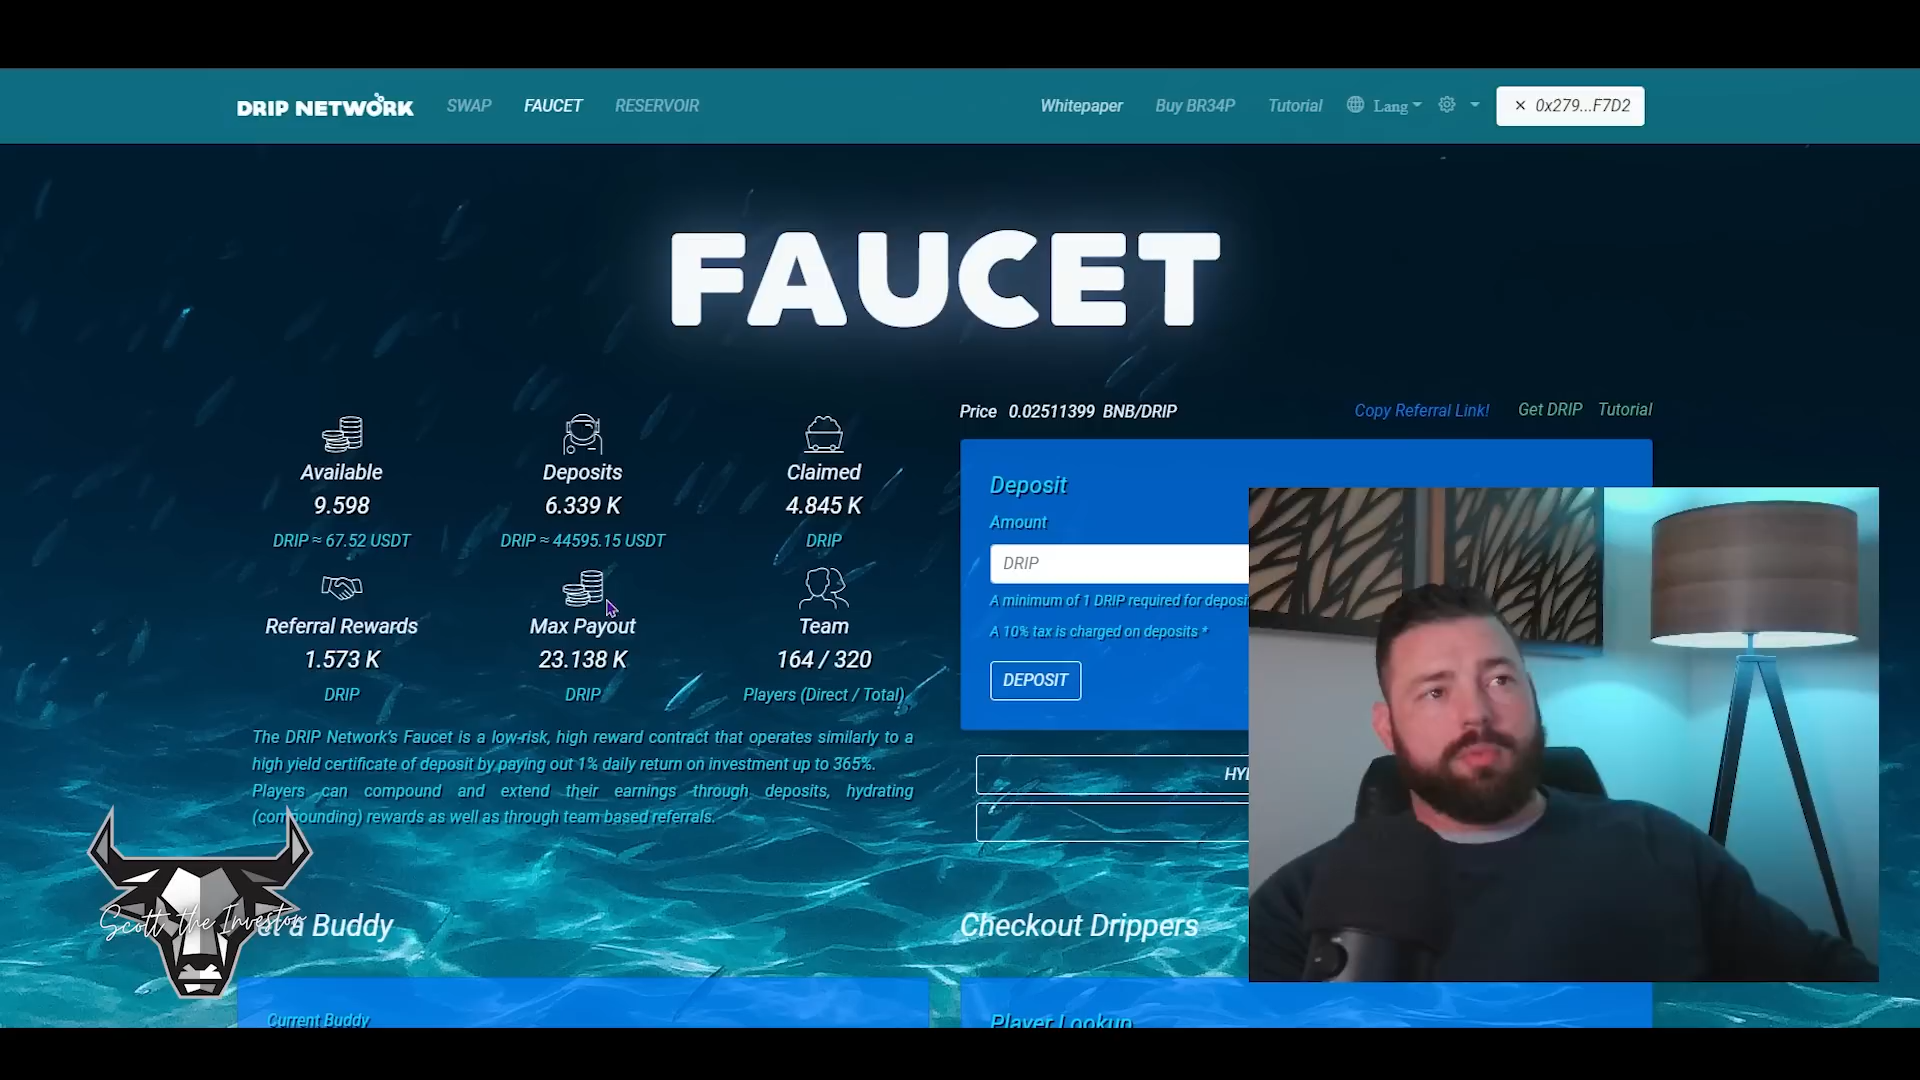 DRIP NETWORK SWAP FAUCET RESERVOIR Whitepaper Buy BR34P Tutorial Lang 0x279...F7D2
FAUCET
Price 0.02511399 BNB/DRIP Copy Referral Link! Get DRIP Tutorial
Available Deposits Claimed
9.598 6.339 K 4.845 K
DRIP ≈ 67.52 USDT DRIP ≈ 44595.15 USDT DRIP
Referral Rewards Max Payout Team
1.573 K 23.138 K 164 / 320
DRIP DRIP Players (Direct / Total)
The DRIP Network's Faucet is a low-risk, high reward contract that operates similarly to a
high yield certificate of deposit by paying out 1% daily return on investment up to 365%.
Players can compound and extend their earnings through deposits, hydrating
(compounding) rewards as well as through team based referrals.
Deposit
Amount
DRIP
A minimum of 1 DRIP required for deposi
A 10% tax is charged on deposits *
DEPOSIT
HY
Scott the Investor
a Buddy
Checkout Drippers
Current Buddy
Player Lookup